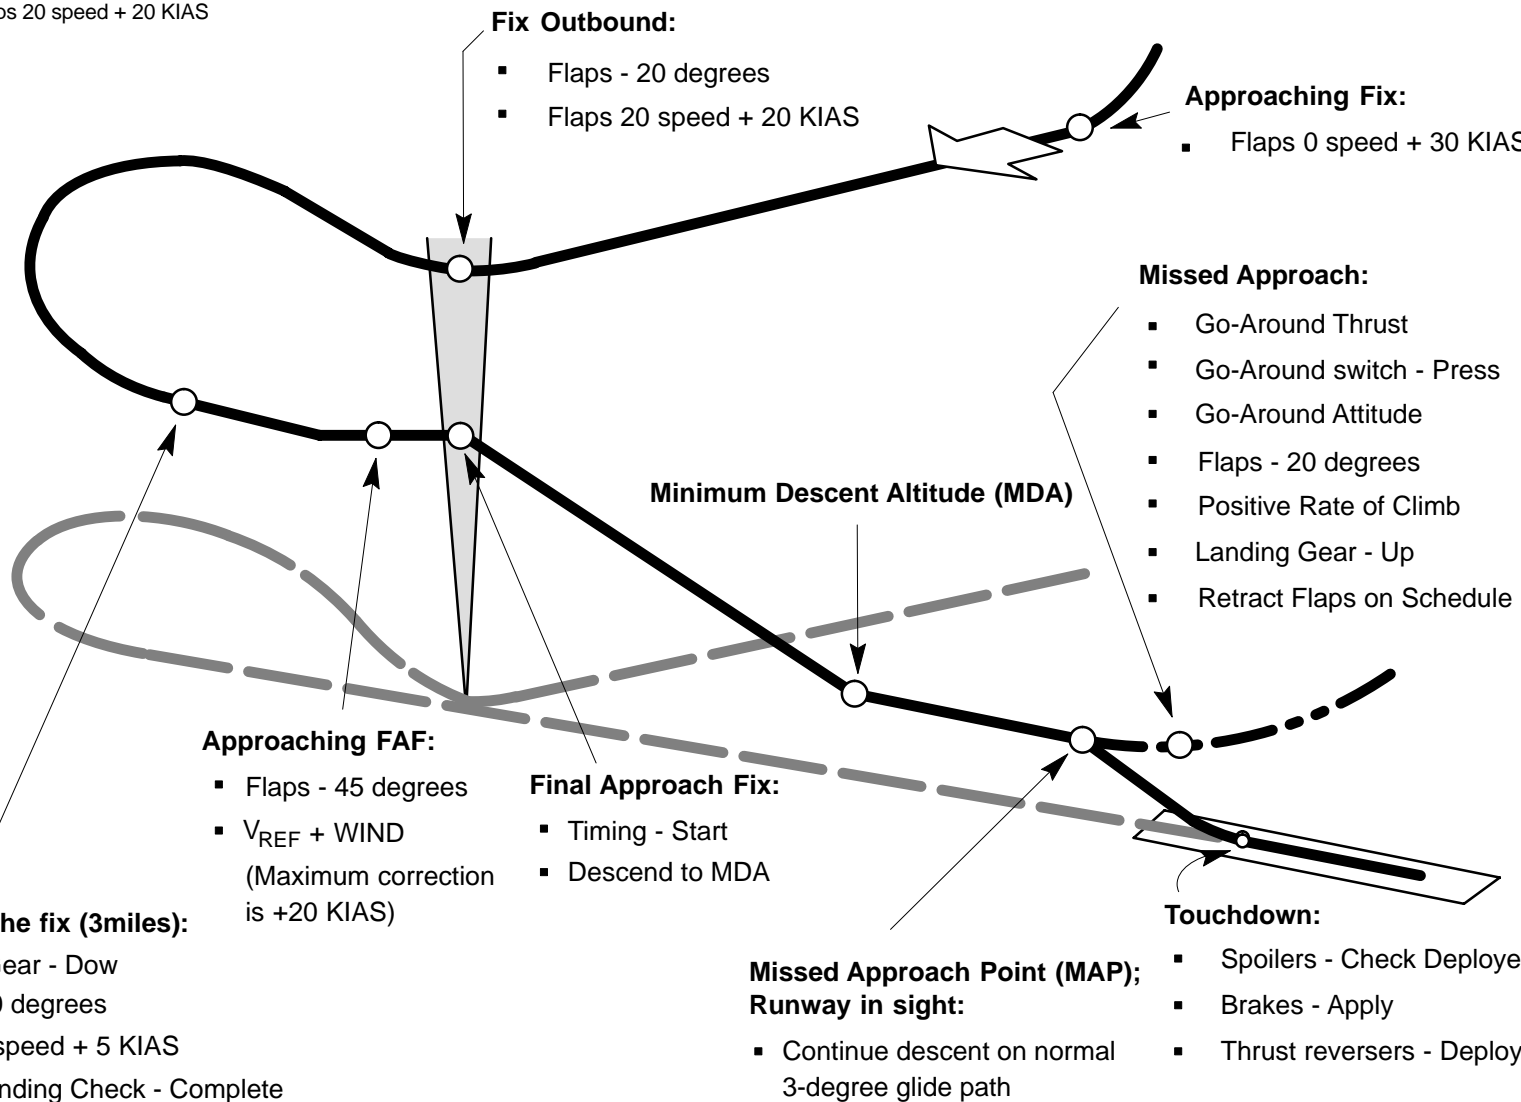 ps 20 speed + 20 KIAS
Fix Outbound:
▪ Flaps - 20 degrees
▪ Flaps 20 speed + 20 KIAS
Approaching Fix:
▪ Flaps 0 speed + 30 KIAS
Missed Approach:
▪ Go-Around Thrust
▪ Go-Around switch - Press
▪ Go-Around Attitude
▪ Flaps - 20 degrees
▪ Positive Rate of Climb
▪ Landing Gear - Up
▪ Retract Flaps on Schedule
Minimum Descent Altitude (MDA)
Approaching FAF:
▪ Flaps - 45 degrees
▪ VREF + WIND
(Maximum correction
is +20 KIAS)
Final Approach Fix:
▪ Timing - Start
▪ Descend to MDA
he fix (3miles):
ear - Dow
degrees
speed + 5 KIAS
nding Check - Complete
Missed Approach Point (MAP);
Runway in sight:
▪ Continue descent on normal
3-degree glide path
Touchdown:
▪ Spoilers - Check Deploye
▪ Brakes - Apply
▪ Thrust reversers - Deploy